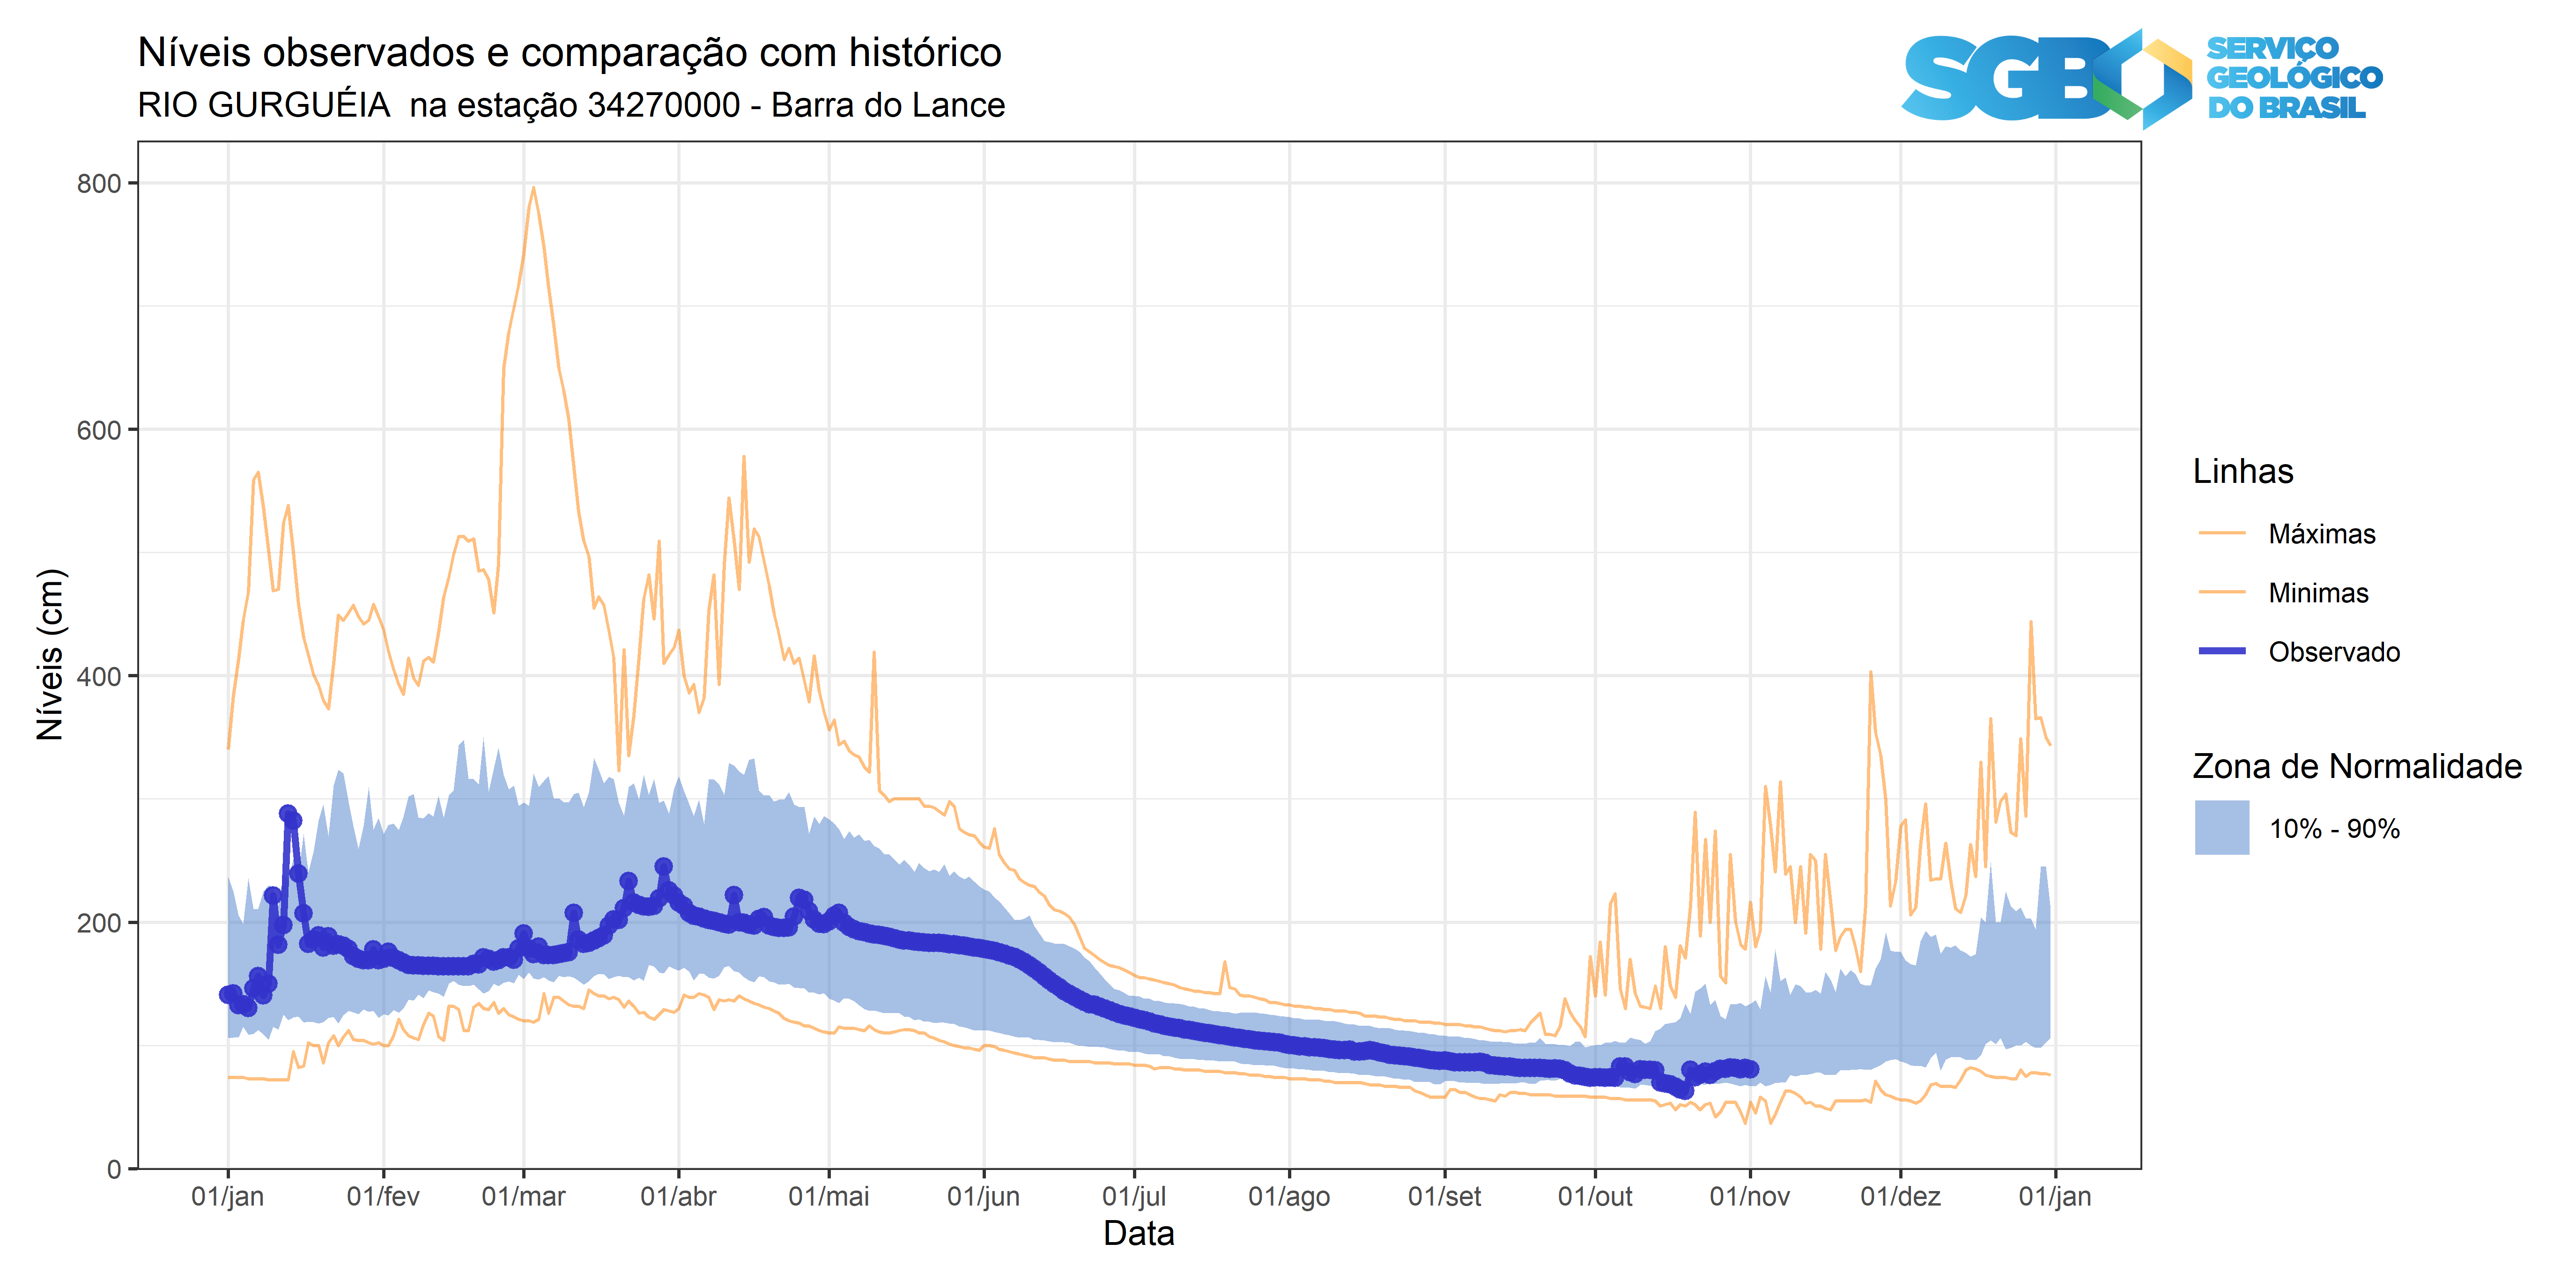 Níveis observados e comparação com histórico
RIO GURGUÉIA  na estação 34270000 - Barra do Lance
SGB
SERVIÇO
GEOLÓGICO
DO BRASIL
Níveis (cm)
800
600
400
200
0
01/jan
01/fev
01/mar
01/abr
01/mai
01/jun
01/jul
01/ago
01/set
01/out
01/nov
01/dez
01/jan
Data
Linhas
Máximas
Minimas
Observado
Zona de Normalidade
10% - 90%